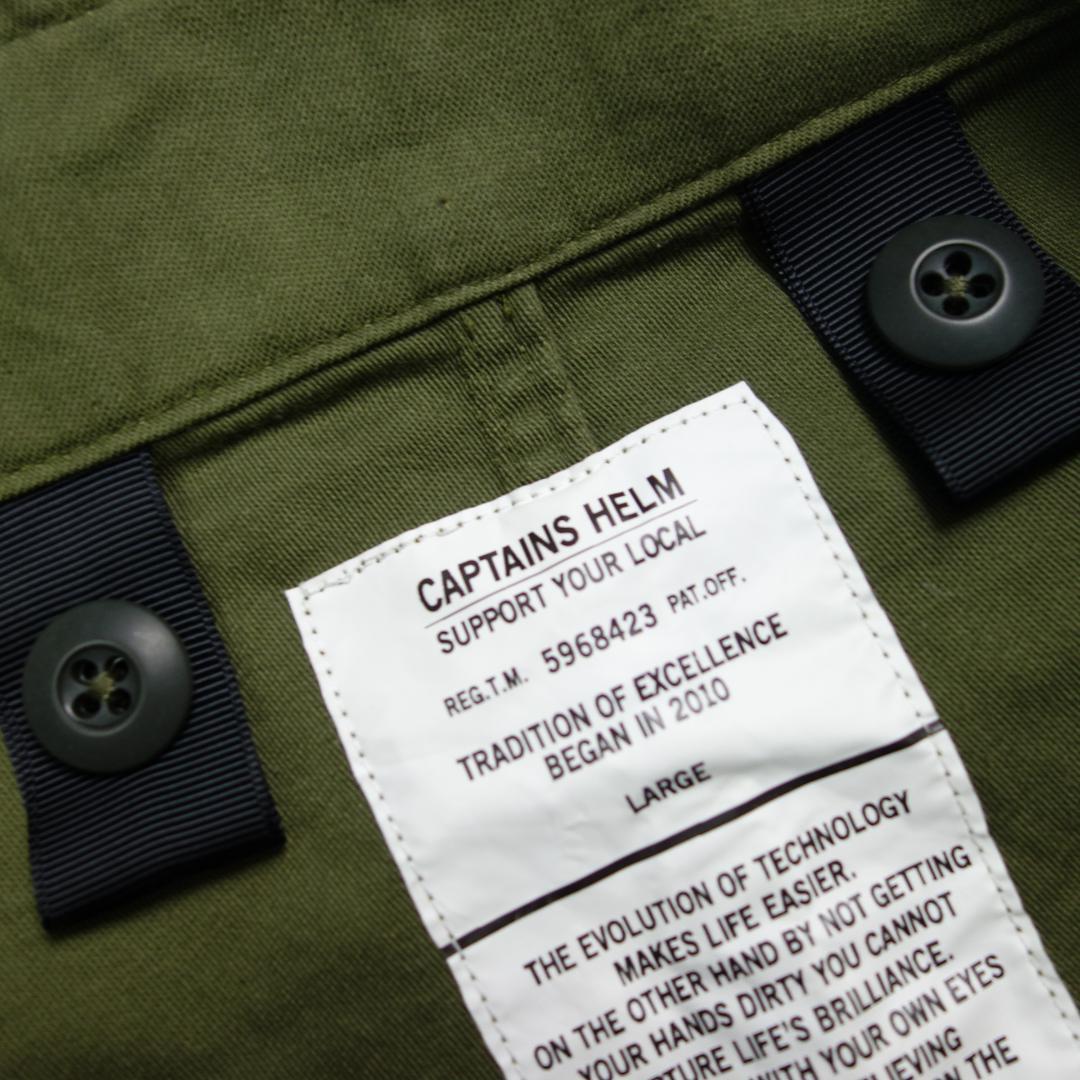 CAPTAINS HELM
SUPPORT YOUR LOCAL
REG.T.M. 5968423 PAT.OFF.
TRADITION OF EXCELLENCE
BEGAN IN 2010
LARGE
THE EVOLUTION OF TECHNOLOGY
MAKES LIFE EASIER.
ON THE OTHER HAND BY NOT GETTING
YOUR HANDS DIRTY YOU CANNOT
LIFE'S BRILLIANCE.
WITH YOUR OWN EYES
THE